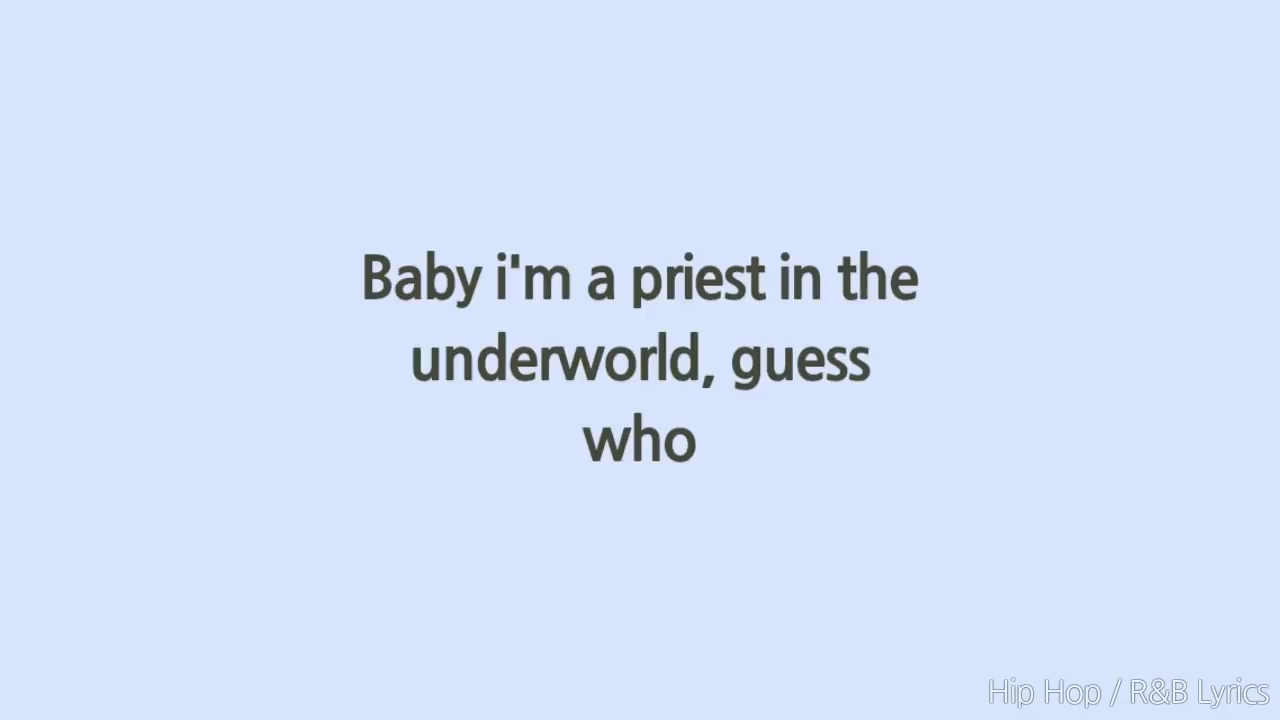 Baby i'm a priest in the
underworld, guess
who
Hip Hop / R&B Lyrics